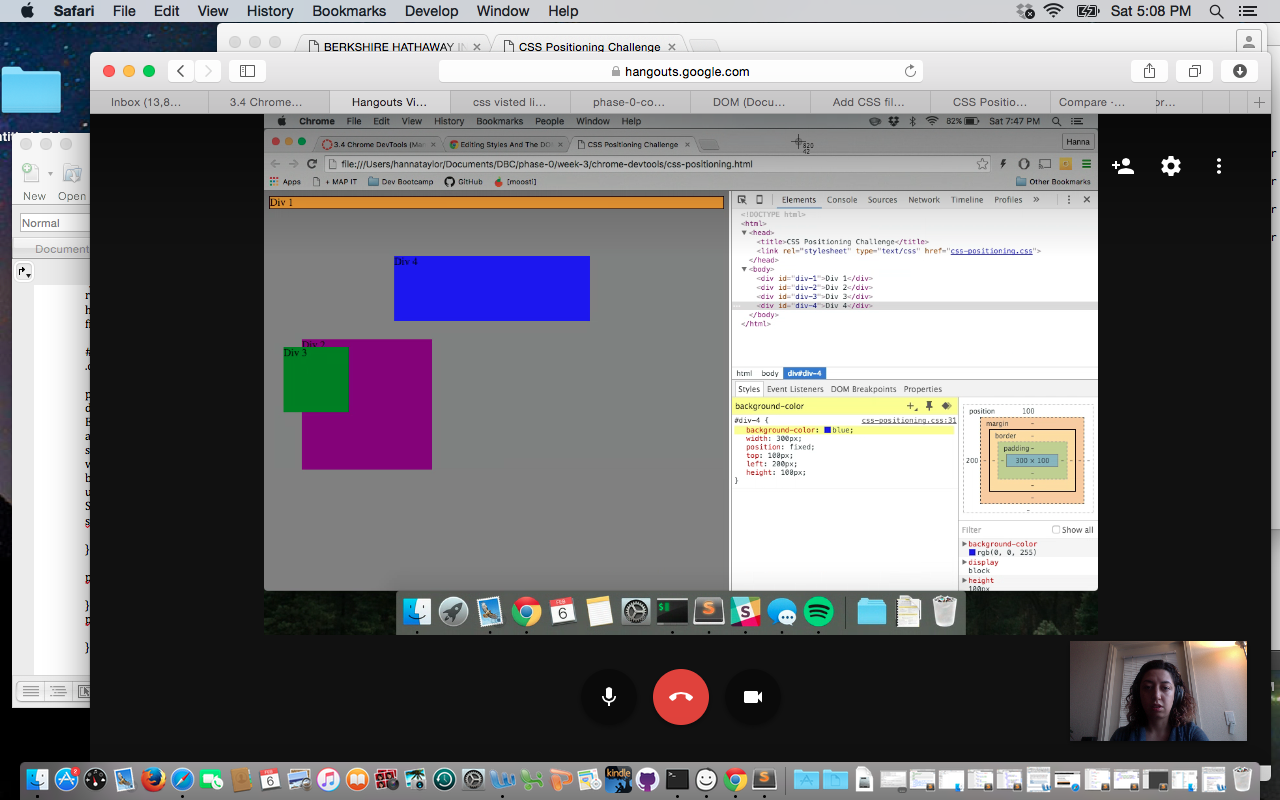 Safari File Edit View History Bookmarks Develop Window Help Sat 5:08 PM
BERKSHIRE HATHAWAY IN
CSS Positioning Challenge
hangouts.google.com
Inbox (13,8... 3.4 Chrome... Hangouts Vi... css visted li... phase-0-co... DOM (Docu... Add CSS fil... CSS Positio... Compare ·...
New Open
Normal
Document
Chrome File Edit View History Bookmarks People Window Help 82% Sat 7:47 PM
3.4 Chrome DevTools (Ma
Editing Styles And The DO
CSS Positioning Challenge
820
42
Hanna
file:///Users/hannataylor/Documents/DBC/phase-0/week-3/chrome-devtools/css-positioning.html
Apps + MAP IT Dev Bootcamp GitHub [moosti] Other Bookmarks
Div 1
Div 4
Div 2
Div 3
Elements Console Sources Network Timeline Profiles »
<!DOCTYPE html>
<html>
<head>
<title>CSS Positioning Challenge</title>
<link rel="stylesheet" type="text/css" href="css-positioning.css">
</head>
<body>
<div id="div-1">Div 1</div>
<div id="div-2">Div 2</div>
<div id="div-3">Div 3</div>
<div id="div-4">Div 4</div>
</body>
</html>
html body div#div-4
Styles Event Listeners DOM Breakpoints Properties
background-color
#div-4 { css-positioning.css:31
background-color: blue;
width: 300px;
position: fixed;
top: 100px;
left: 200px;
height: 100px;
}
position 100
margin -
border -
padding -
200 300 × 100
Filter Show all
background-color
rgb(0, 0, 255)
display
block
height
100px
FEB
6
FEB
6
kindle